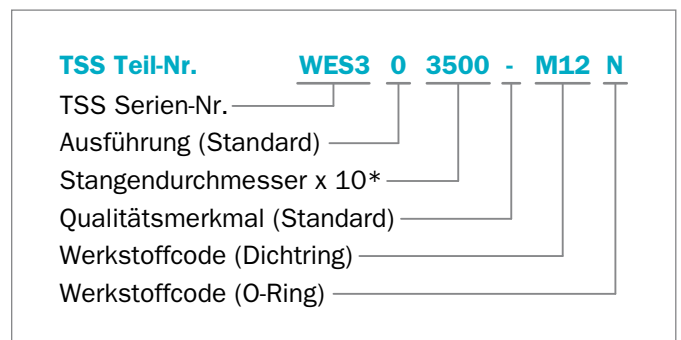 TSS Teil-Nr. WES3 0 3500 - M12 N
TSS Serien-Nr.
Ausführung (Standard)
Stangendurchmesser x 10*
Qualitätsmerkmal (Standard)
Werkstoffcode (Dichtring)
Werkstoffcode (O-Ring)